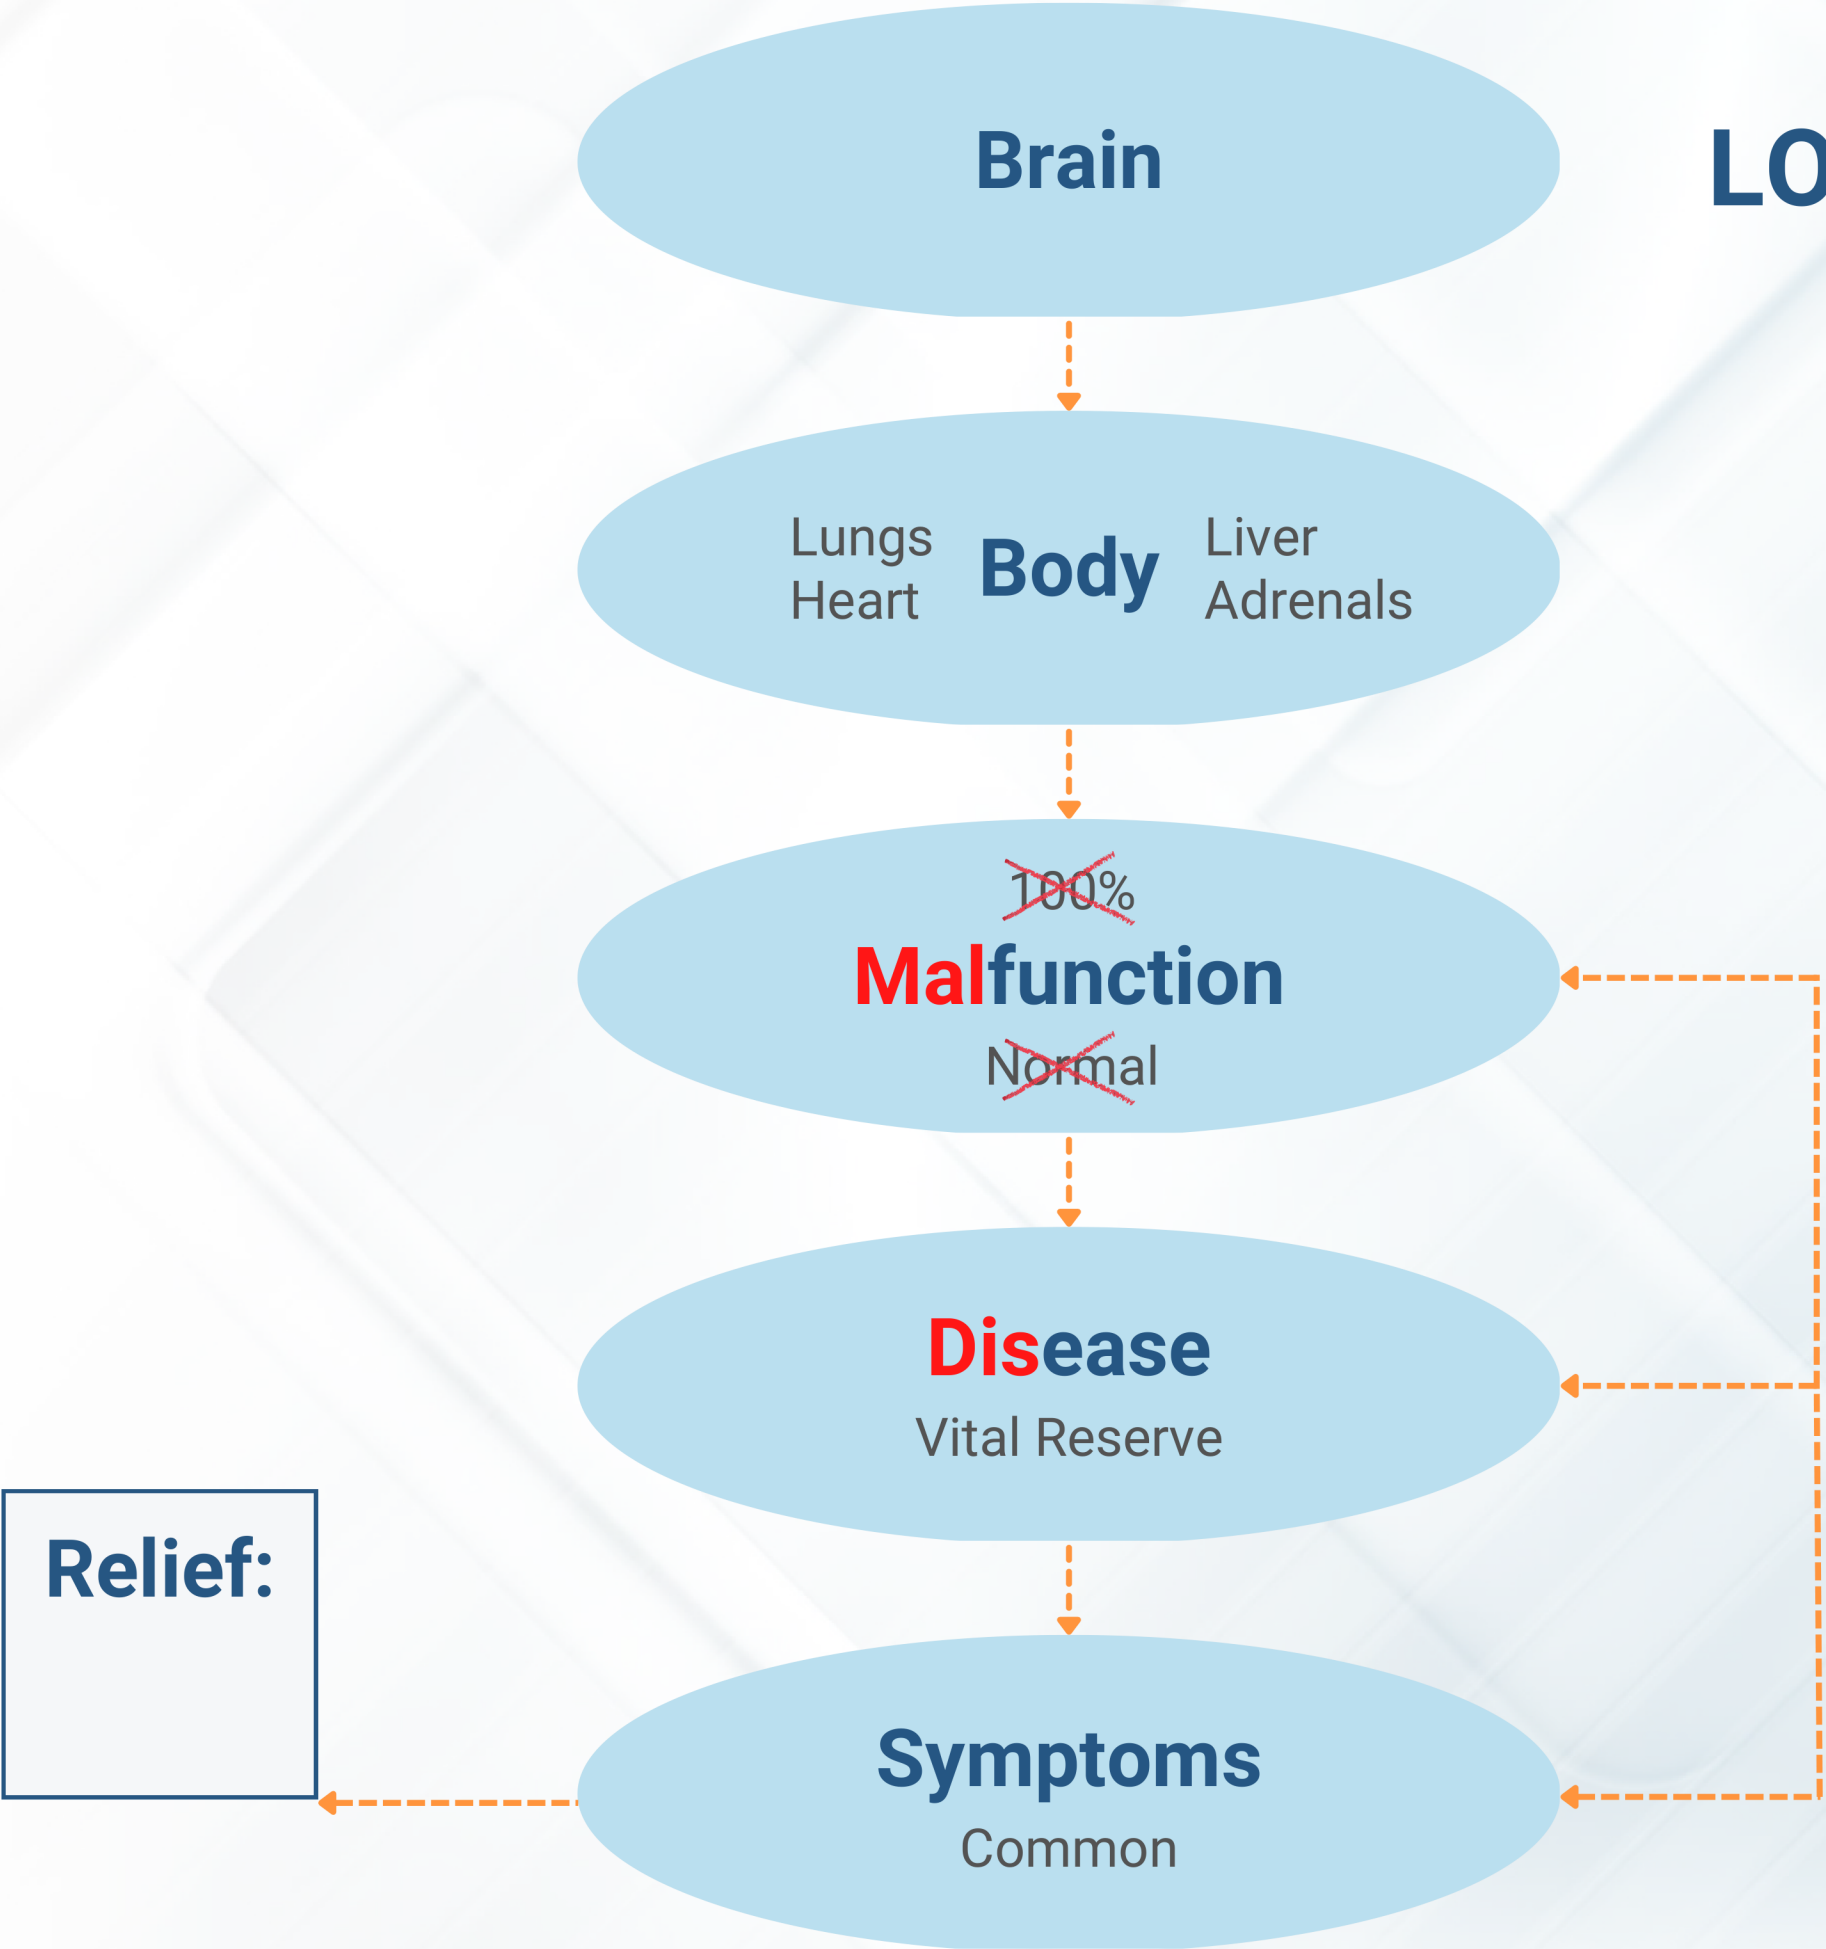 Brain
LO
Lungs
Heart
Body
Liver
Adrenals
100%
Malfunction
Normal
Disease
Vital Reserve
Relief:
Symptoms
Common